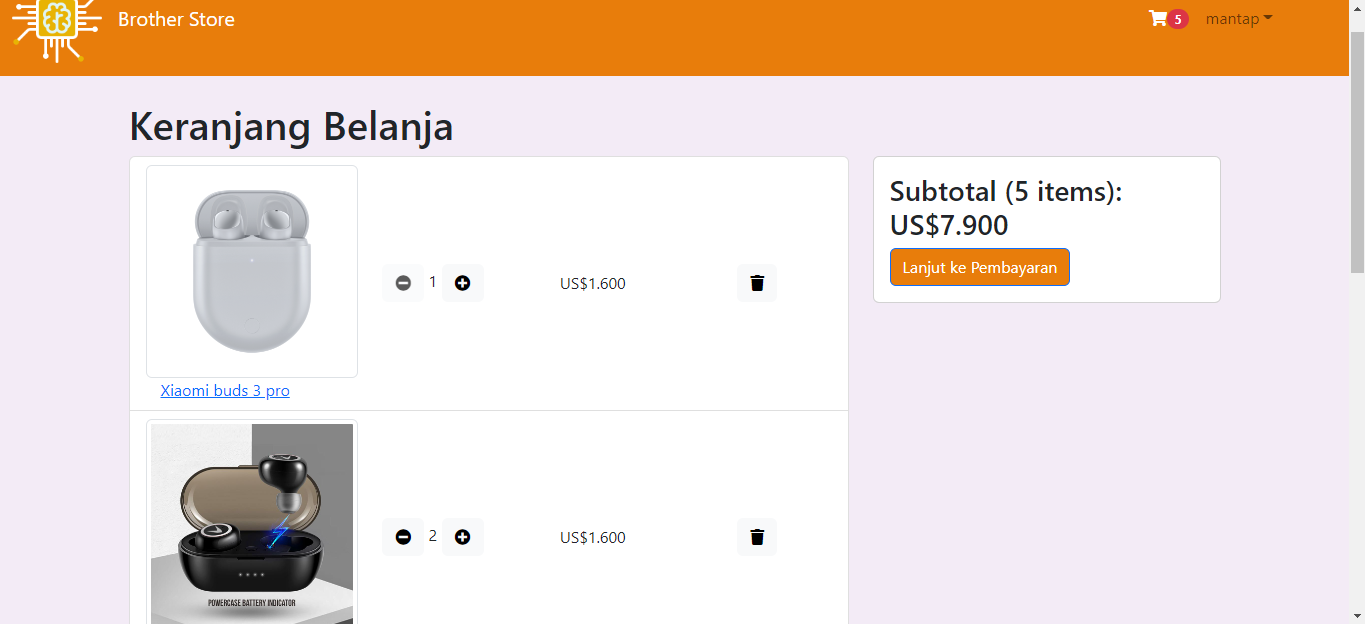 Brother Store
5
mantap
Keranjang Belanja
1
US$1.600
Xiaomi buds 3 pro
Subtotal (5 items):
US$7.900
Lanjut ke Pembayaran
2
US$1.600
POWERCASE BATTERY INDICATOR